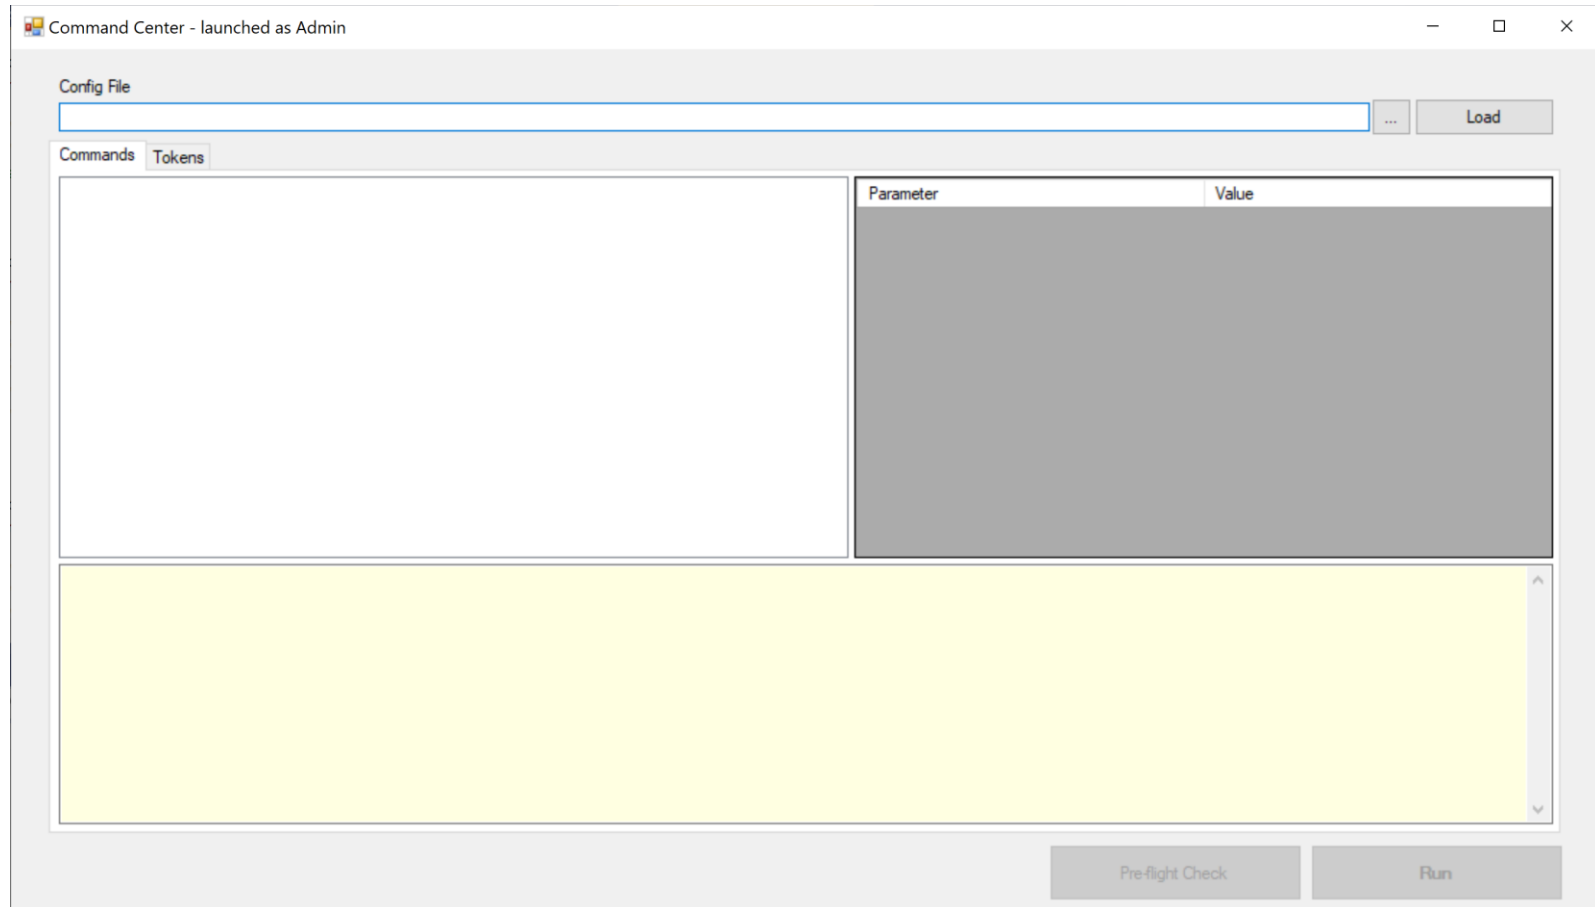 Command Center - launched as Admin
Config File
... Load
Commands Tokens
Parameter Value
Pre-flight Check Run